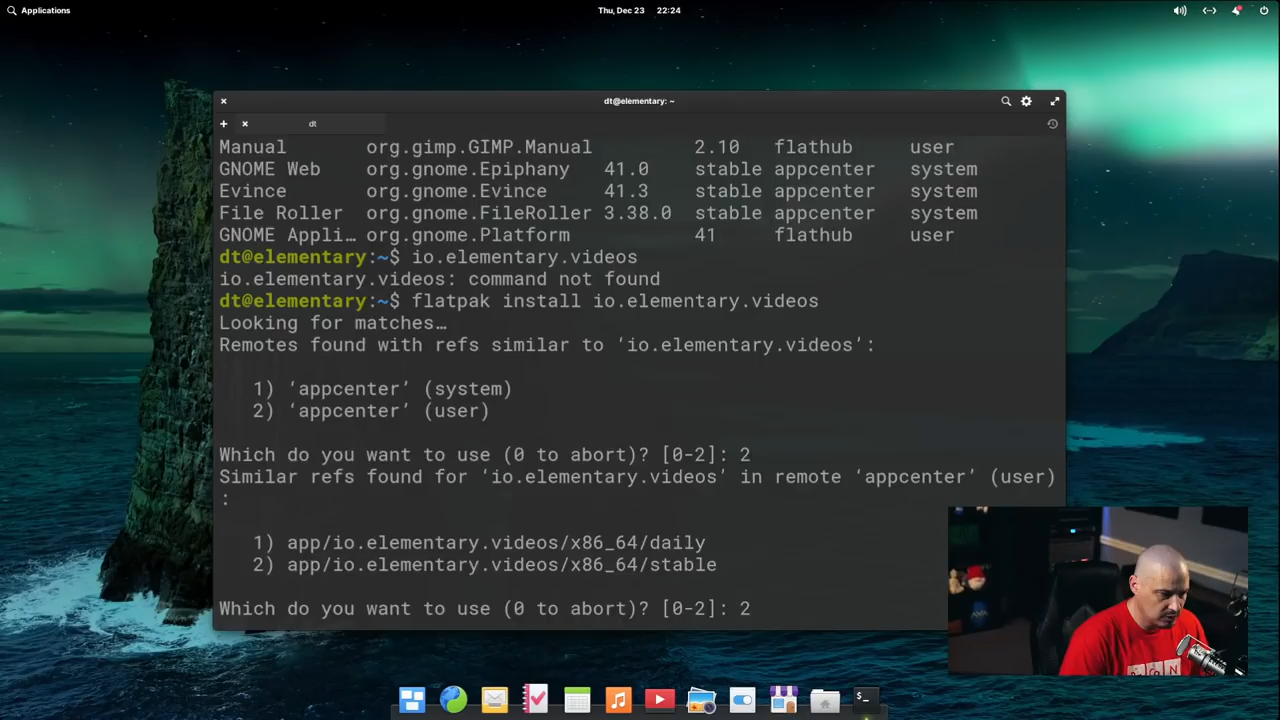 Applications
Thu, Dec 23 22:24
dt@elementary: ~
dt
Manual org.gimp.GIMP.Manual 2.10 flathub user
GNOME Web org.gnome.Epiphany 41.0 stable appcenter system
Evince org.gnome.Evince 41.3 stable appcenter system
File Roller org.gnome.FileRoller 3.38.0 stable appcenter system
GNOME Appli… org.gnome.Platform 41 flathub user
dt@elementary:~$ io.elementary.videos
io.elementary.videos: command not found
dt@elementary:~$ flatpak install io.elementary.videos
Looking for matches…
Remotes found with refs similar to ‘io.elementary.videos’:
1) ‘appcenter’ (system)
2) ‘appcenter’ (user)
Which do you want to use (0 to abort)? [0-2]: 2
Similar refs found for ‘io.elementary.videos’ in remote ‘appcenter’ (user)
:
1) app/io.elementary.videos/x86_64/daily
2) app/io.elementary.videos/x86_64/stable
Which do you want to use (0 to abort)? [0-2]: 2
$_